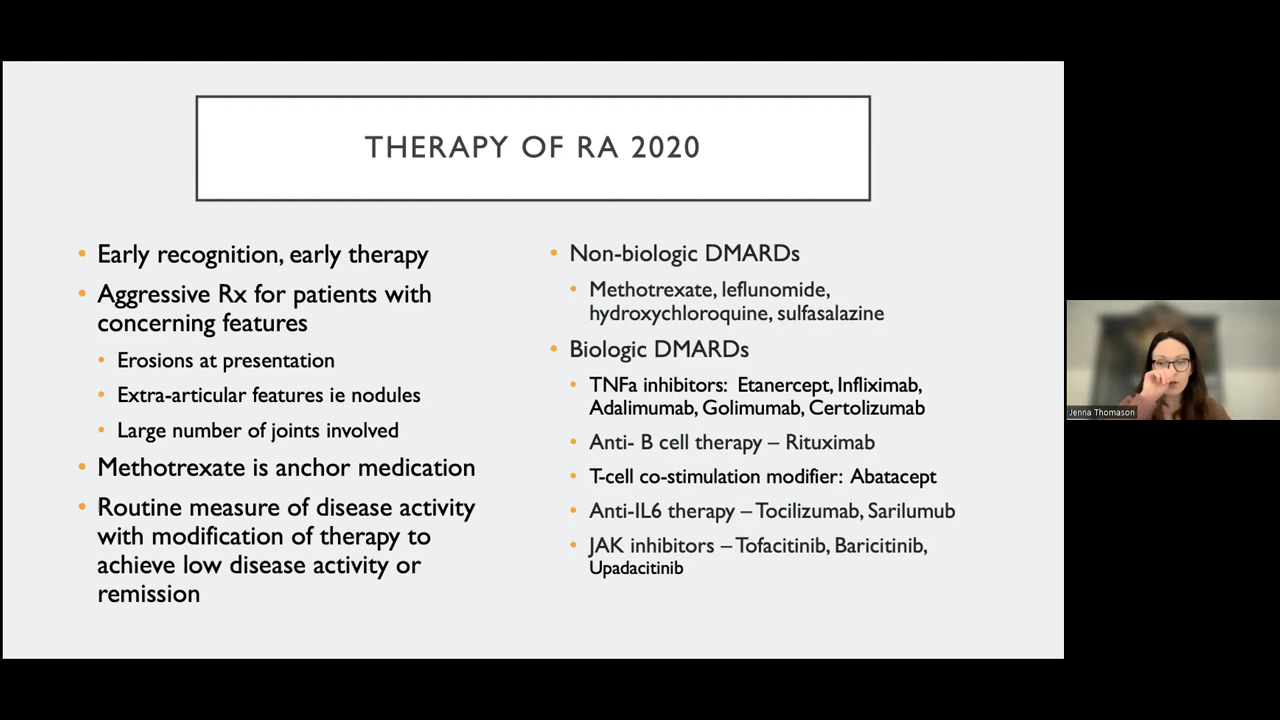 THERAPY OF RA 2020
• Early recognition, early therapy
• Aggressive Rx for patients with
concerning features
• Erosions at presentation
• Extra-articular features ie nodules
• Large number of joints involved
• Methotrexate is anchor medication
• Routine measure of disease activity
with modification of therapy to
achieve low disease activity or
remission
• Non-biologic DMARDs
• Methotrexate, leflunomide,
hydroxychloroquine, sulfasalazine
• Biologic DMARDs
• TNFa inhibitors: Etanercept, Infliximab,
Adalimumab, Golimumab, Certolizumab
• Anti- B cell therapy – Rituximab
• T-cell co-stimulation modifier: Abatacept
• Anti-IL6 therapy – Tocilizumab, Sarilumub
• JAK inhibitors – Tofacitinib, Baricitinib,
Upadacitinib
Jenna Thomason